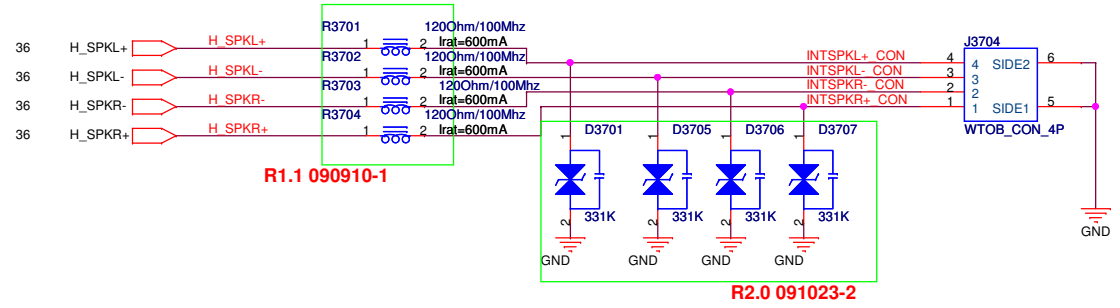 R3701 120Ohm/100Mhz J3704
36 H_SPKL+ H_SPKL+ 1 2 Irat=600mA INTSPKL+_CON 4 4 SIDE2 6
R3702 120Ohm/100Mhz
36 H_SPKL- H_SPKL- 1 2 Irat=600mA INTSPKL-_CON 3 3
R3703 120Ohm/100Mhz INTSPKR-_CON 2 2
36 H_SPKR- H_SPKR- 1 2 Irat=600mA INTSPKR+_CON 1 1 SIDE1 5
R3704 120Ohm/100Mhz
36 H_SPKR+ H_SPKR+ 1 2 Irat=600mA D3701 D3705 D3706 D3707 WTOB_CON_4P
1 1 1 1
R1.1 090910-1
331K 331K 331K 331K
2 2 2 2
GND
GND GND GND GND
R2.0 091023-2